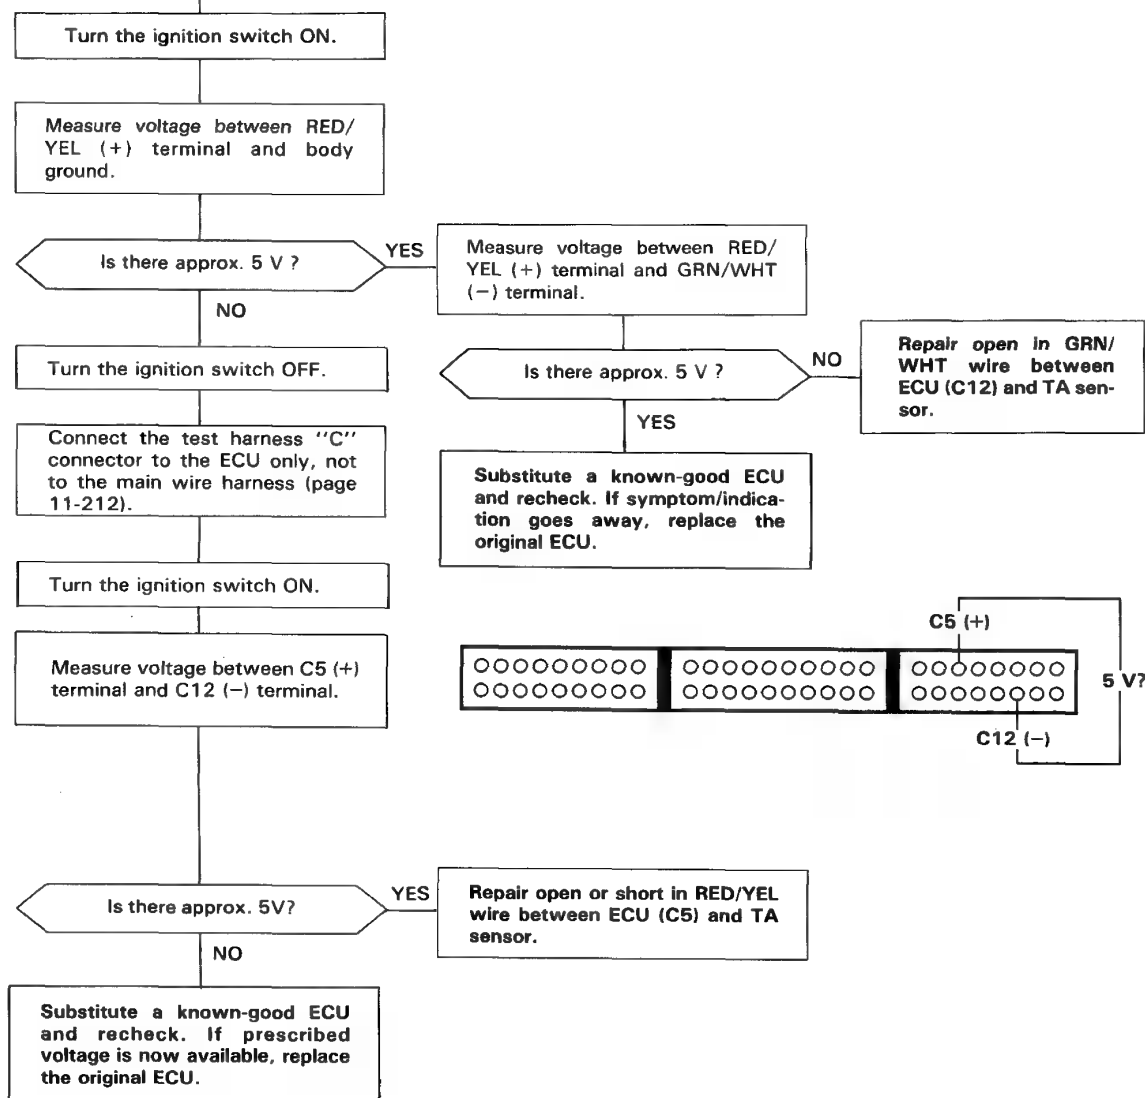 Turn the ignition switch ON.
Measure voltage between RED/
YEL (+) terminal and body
ground.
Is there approx. 5 V ?
YES
NO
Measure voltage between RED/
YEL (+) terminal and GRN/WHT
(−) terminal.
Is there approx. 5 V ?
NO
YES
Repair open in GRN/
WHT wire between
ECU (C12) and TA sen-
sor.
Substitute a known-good ECU
and recheck. If symptom/indica-
tion goes away, replace the
original ECU.
Turn the ignition switch OFF.
Connect the test harness "C"
connector to the ECU only, not
to the main wire harness (page
11-212).
Turn the ignition switch ON.
Measure voltage between C5 (+)
terminal and C12 (−) terminal.
C5 (+)
5 V?
C12 (−)
Is there approx. 5V?
YES
NO
Repair open or short in RED/YEL
wire between ECU (C5) and TA
sensor.
Substitute a known-good ECU
and recheck. If prescribed
voltage is now available, replace
the original ECU.